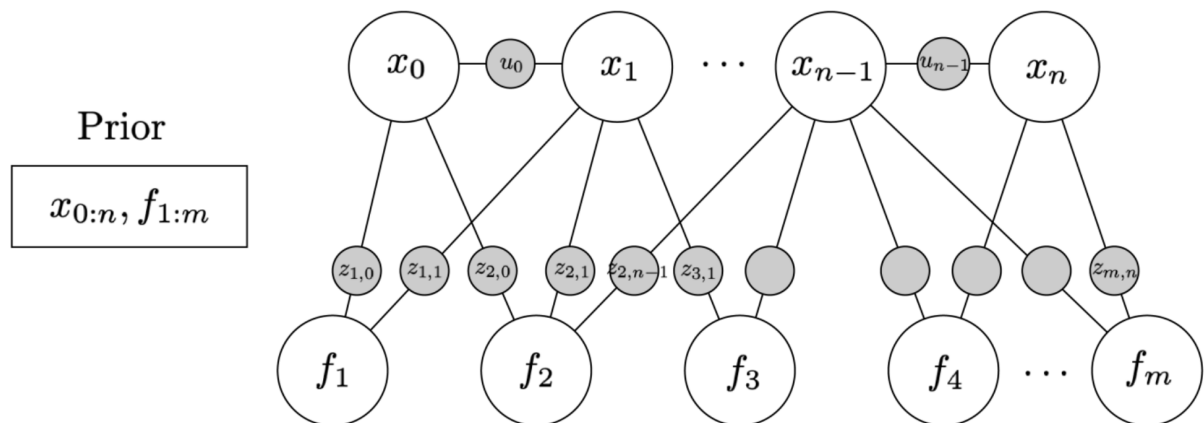 x_0 u_0 x_1 ⋯ x_{n−1} u_{n−1} x_n
Prior
x_{0:n}, f_{1:m}
z_{1,0} z_{1,1} z_{2,0} z_{2,1} z_{2,n−1} z_{3,1} z_{m,n}
f_1 f_2 f_3 f_4 ⋯ f_m